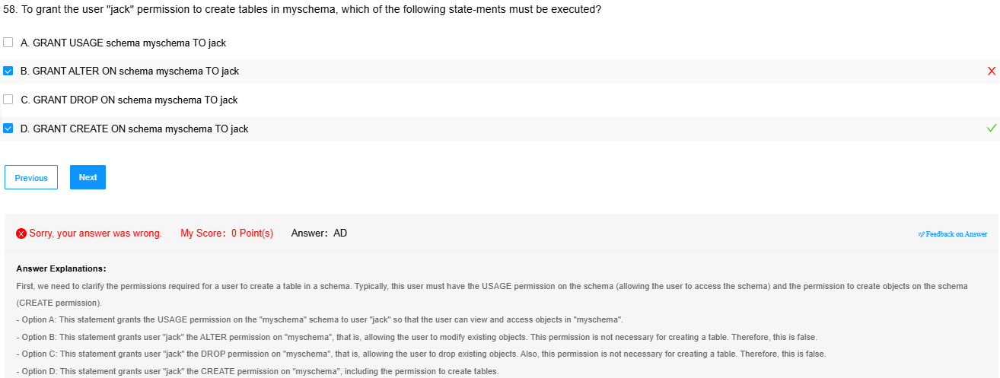 58. To grant the user "jack" permission to create tables in myschema, which of the following state-ments must be executed?
A. GRANT USAGE schema myschema TO jack
B. GRANT ALTER ON schema myschema TO jack
C. GRANT DROP ON schema myschema TO jack
D. GRANT CREATE ON schema myschema TO jack
Previous Next
Sorry, your answer was wrong. My Score: 0 Point(s) Answer: AD Feedback on Answer
Answer Explanations:
First, we need to clarify the permissions required for a user to create a table in a schema. Typically, this user must have the USAGE permission on the schema (allowing the user to access the schema) and the permission to create objects on the schema
(CREATE permission).
- Option A: This statement grants the USAGE permission on the "myschema" schema to user "jack" so that the user can view and access objects in "myschema".
- Option B: This statement grants user "jack" the ALTER permission on "myschema", that is, allowing the user to modify existing objects. This permission is not necessary for creating a table. Therefore, this is false.
- Option C: This statement grants user "jack" the DROP permission on "myschema", that is, allowing the user to drop existing objects. Also, this permission is not necessary for creating a table. Therefore, this is false.
- Option D: This statement grants user "jack" the CREATE permission on "myschema", including the permission to create tables.